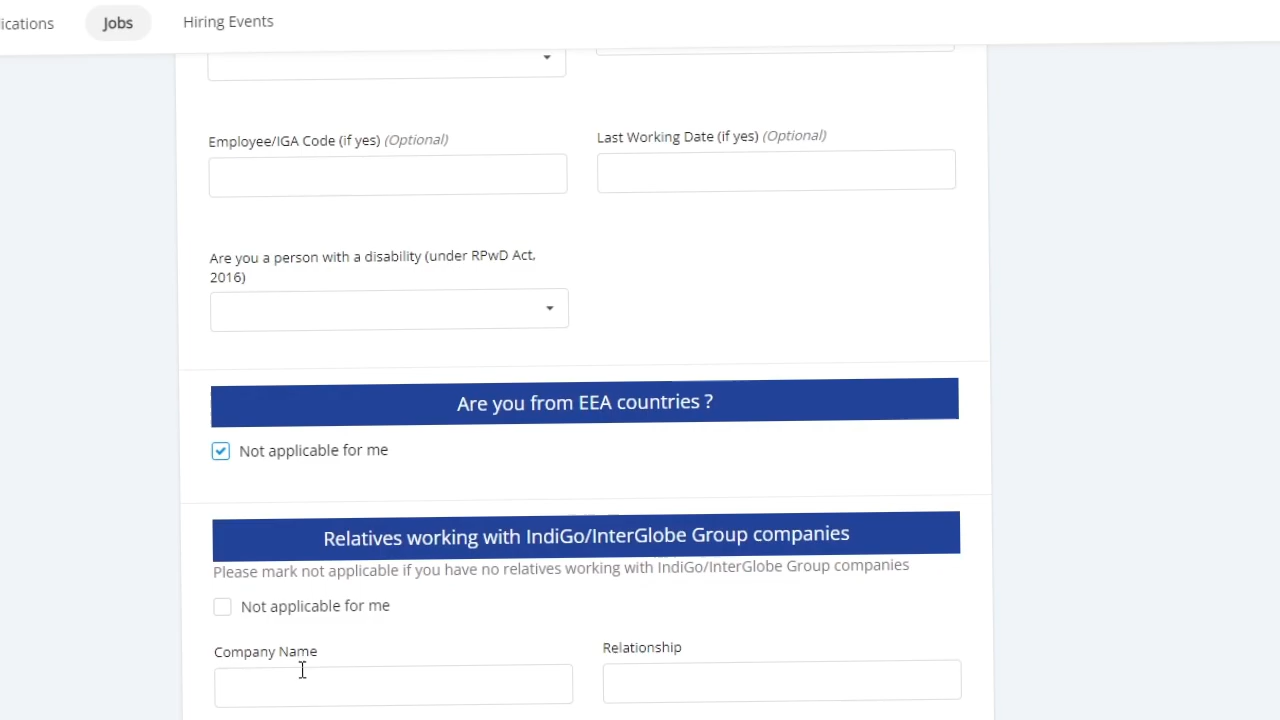 ications
Jobs
Hiring Events
Employee/IGA Code (if yes) (Optional)
Last Working Date (if yes) (Optional)
Are you a person with a disability (under RPwD Act,
2016)
Are you from EEA countries ?
Not applicable for me
Relatives working with IndiGo/InterGlobe Group companies
Please mark not applicable if you have no relatives working with IndiGo/InterGlobe Group companies
Not applicable for me
Company Name
Relationship